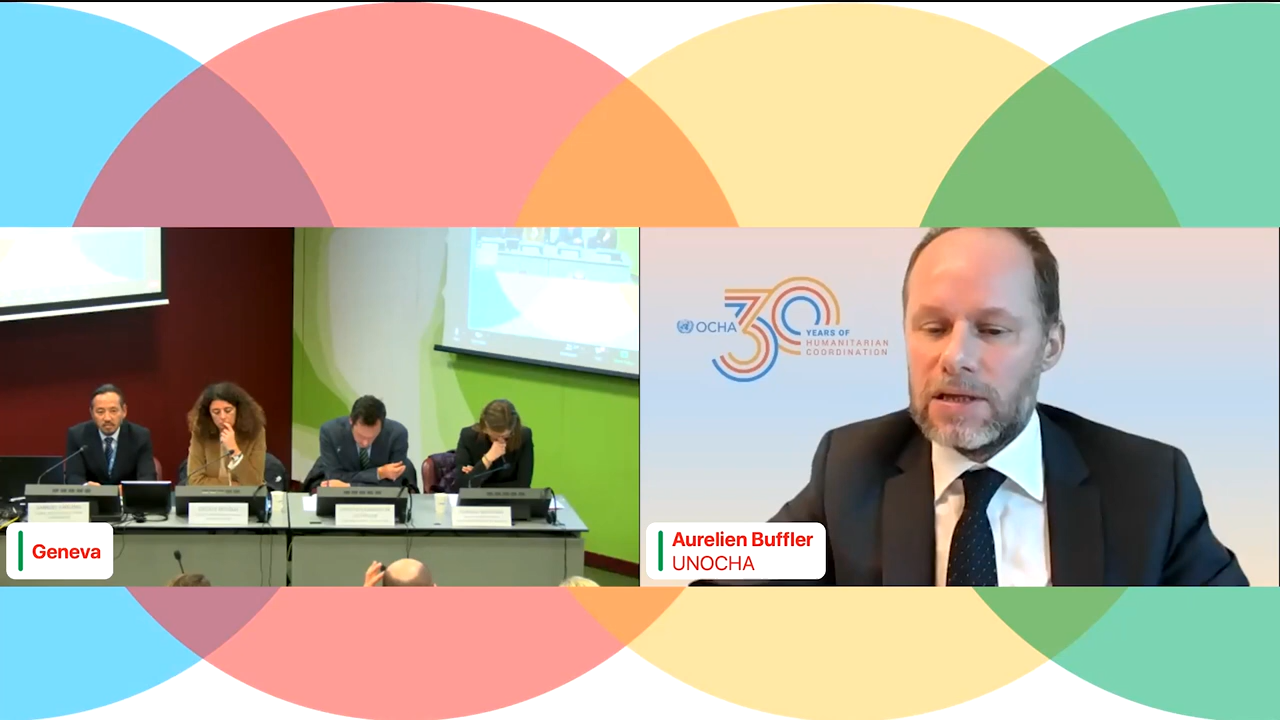 OCHA
30
YEARS OF
HUMANITARIAN
COORDINATION
Geneva
Aurelien Buffler
UNOCHA